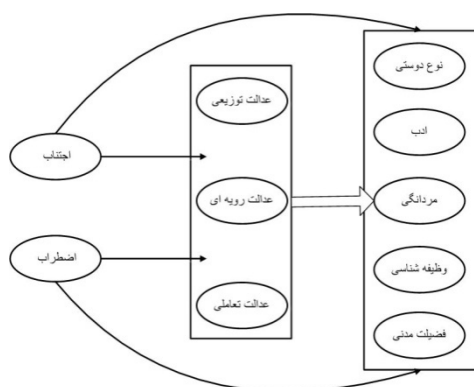 نوع دوستی
عدالت توزیعی
ادب
اجتناب
عدالت رویه ای
مردانگی
اضطراب
وظیفه شناسی
عدالت تعاملی
فضیلت مدنی